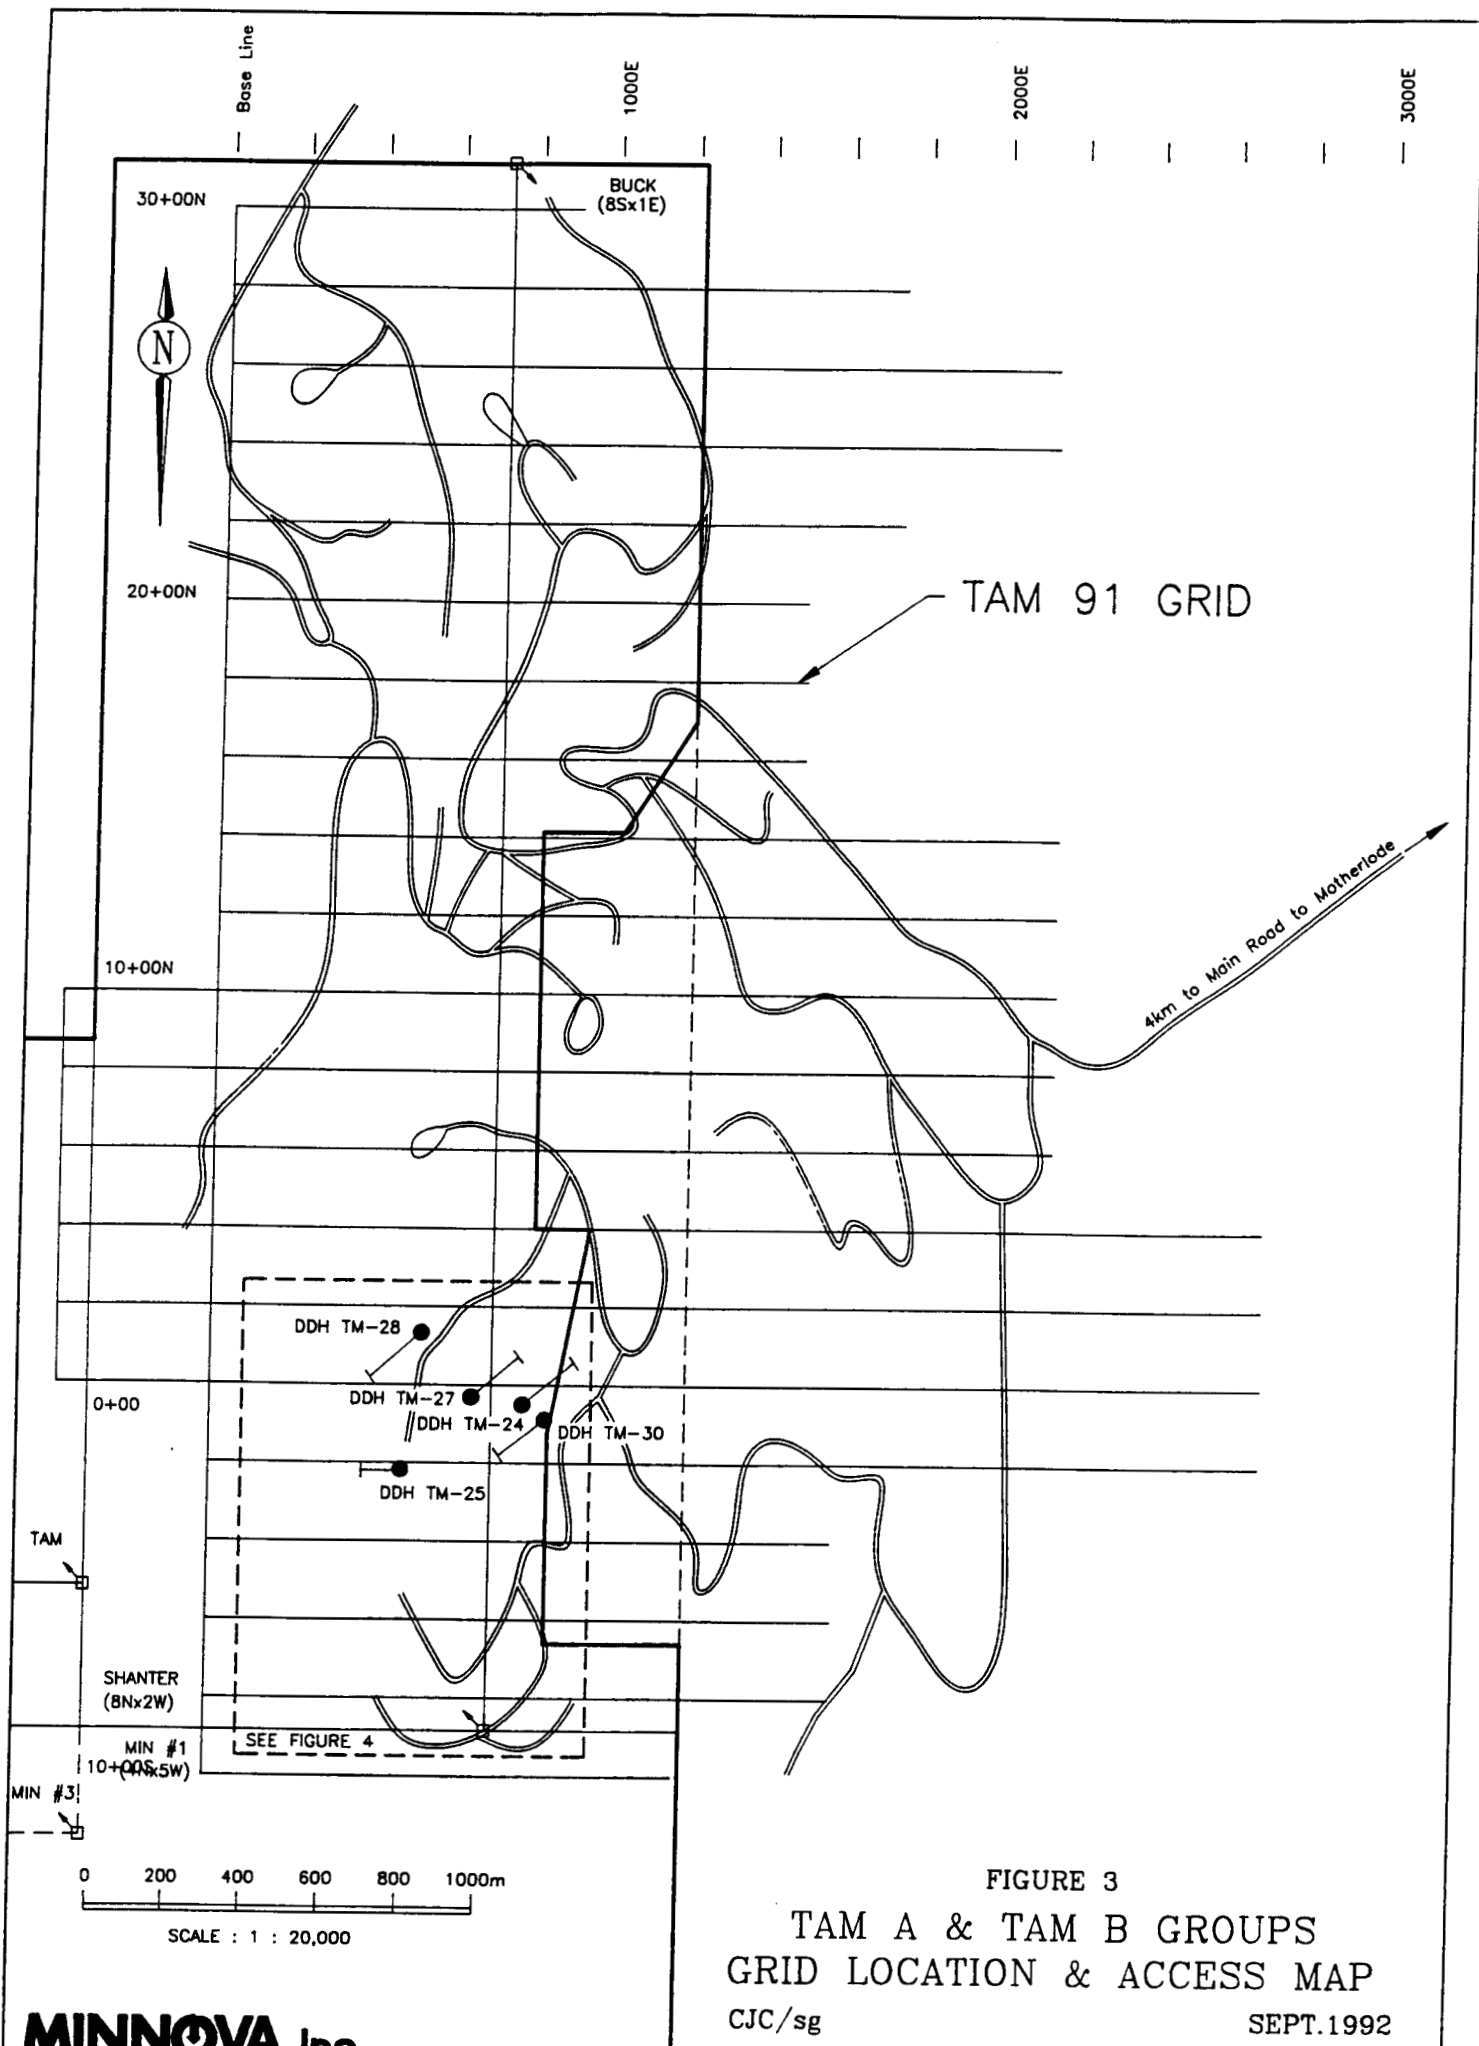 Base Line
1000E
2000E
3000E
30+00N
BUCK
(8Sx1E)
N
20+00N
TAM 91 GRID
4km to Main Road to Motherlode
10+00N
DDH TM-28
DDH TM-27
0+00
DDH TM-24
DDH TM-30
DDH TM-25
TAM
SHANTER
(8Nx2W)
SEE FIGURE 4
MIN #1
10+00S
x5W)
MIN #3
0 200 400 600 800 1000m
SCALE : 1 : 20,000
FIGURE 3
TAM A & TAM B GROUPS
GRID LOCATION & ACCESS MAP
CJC/sg
SEPT.1992
MINNOVA Inc